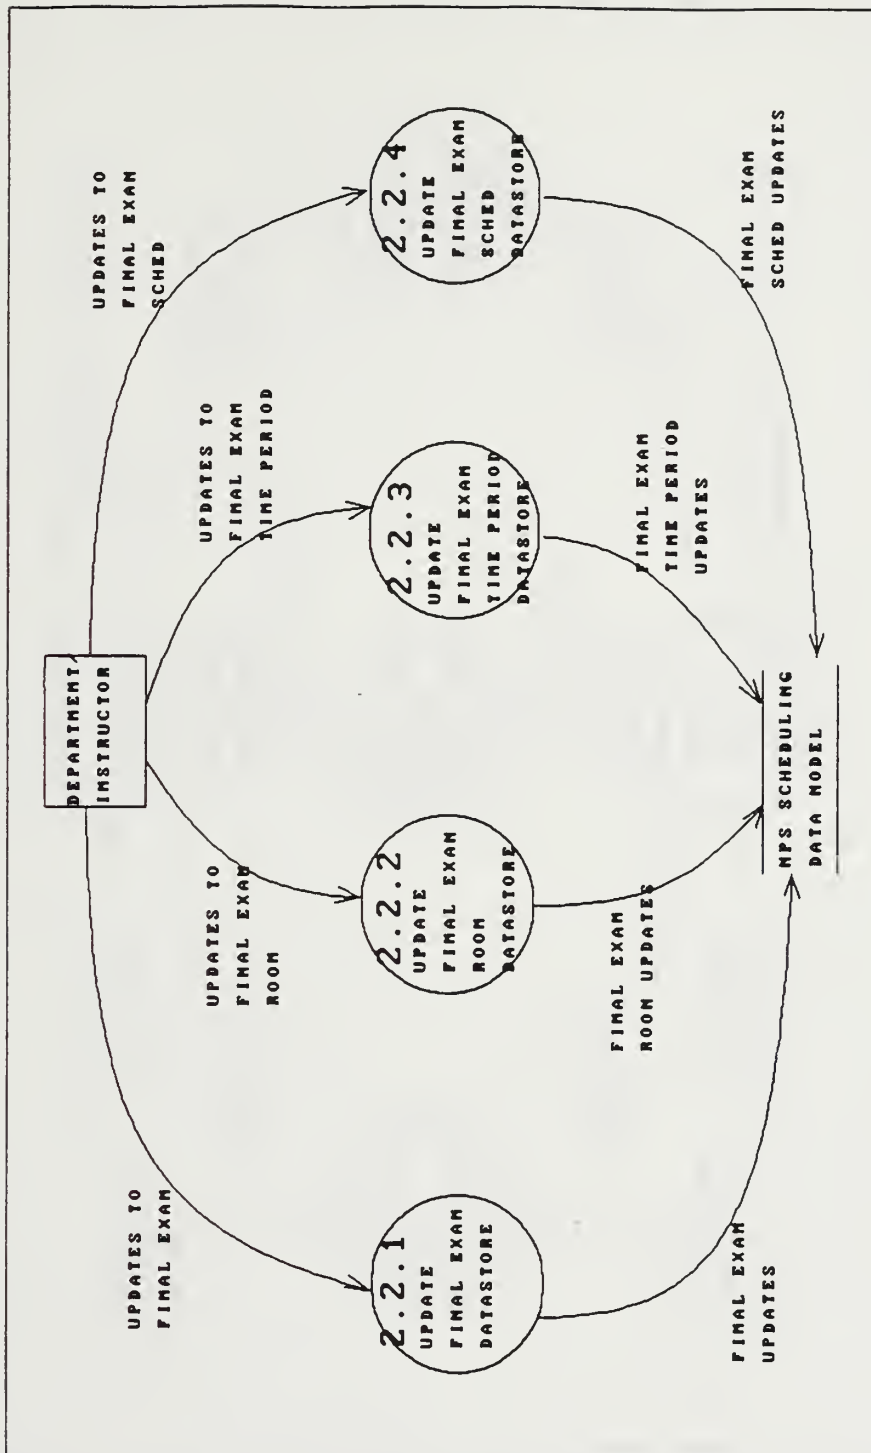 DEPARTMENT/
INSTRUCTOR
UPDATES TO
FINAL EXAM
UPDATES TO
FINAL EXAM
ROOM
UPDATES TO
FINAL EXAM
TIME PERIOD
UPDATES TO
FINAL EXAM
SCHED
2.2.1
UPDATE
FINAL EXAM
DATASTORE
2.2.2
UPDATE
FINAL EXAM
ROOM
DATASTORE
2.2.3
UPDATE
FINAL EXAM
TIME PERIOD
DATASTORE
2.2.4
UPDATE
FINAL EXAM
SCHED
DATASTORE
FINAL EXAM
UPDATES
FINAL EXAM
ROOM UPDATES
FINAL EXAM
TIME PERIOD
UPDATES
FINAL EXAM
SCHED UPDATES
NPS SCHEDULING
DATA MODEL